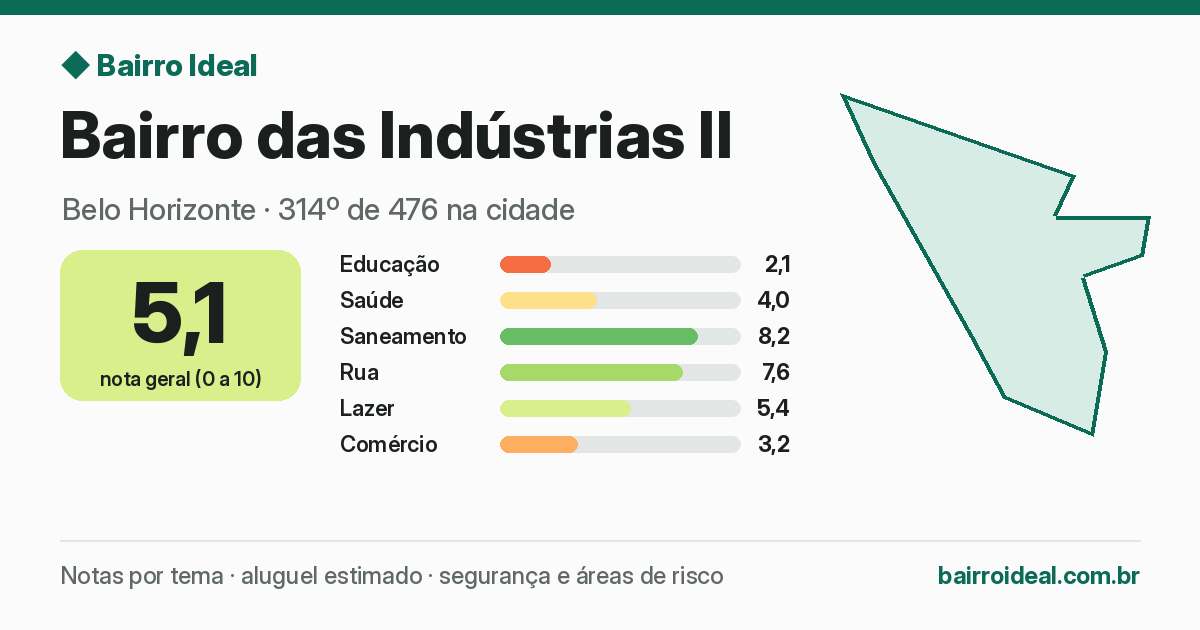 Bairro Ideal
Bairro das Indústrias II
Belo Horizonte · 314º de 476 na cidade
5,1
nota geral (0 a 10)
Educação 2,1
Saúde 4,0
Saneamento 8,2
Rua 7,6
Lazer 5,4
Comércio 3,2
Notas por tema · aluguel estimado · segurança e áreas de risco
bairroideal.com.br